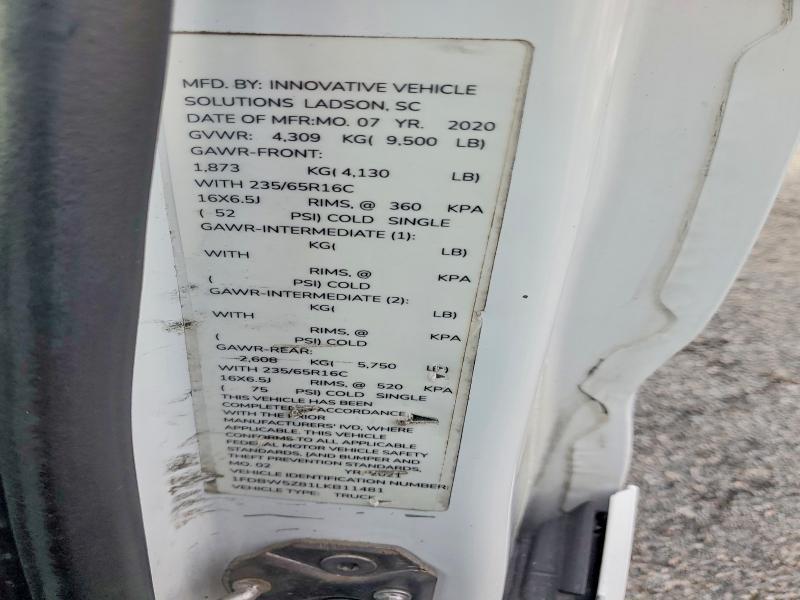 MFD. BY: INNOVATIVE VEHICLE
SOLUTIONS LADSON, SC
DATE OF MFR:MO. 07 YR. 2020
GVWR: 4,309 KG( 9,500 LB)
GAWR-FRONT:
1,873 KG( 4,130 LB)
WITH 235/65R16C
16X6.5J RIMS, @ 360 KPA
( 52 PSI) COLD SINGLE
GAWR-INTERMEDIATE (1):
KG( LB)
WITH
RIMS, @ KPA
( PSI) COLD
GAWR-INTERMEDIATE (2):
KG( LB)
WITH
RIMS, @ KPA
( PSI) COLD
GAWR-REAR:
2,608 KG( 5,750 LB)
WITH 235/65R16C
16X6.5J RIMS, @ 520 KPA
( 75 PSI) COLD SINGLE
THIS VEHICLE HAS BEEN
COMPLETED IN ACCORDANCE
WITH THE PRIOR
MANUFACTURERS' IVD, WHERE
APPLICABLE. THIS VEHICLE
CONFORMS TO ALL APPLICABLE
FEDERAL MOTOR VEHICLE SAFETY
STANDARDS, [AND BUMPER AND
THEFT PREVENTION STANDARDS,
MO. 02 YR. 2021
VEHICLE IDENTIFICATION NUMBER:
1FDBW5Z81LKB11481
VEHICLE TYPE: TRUCK